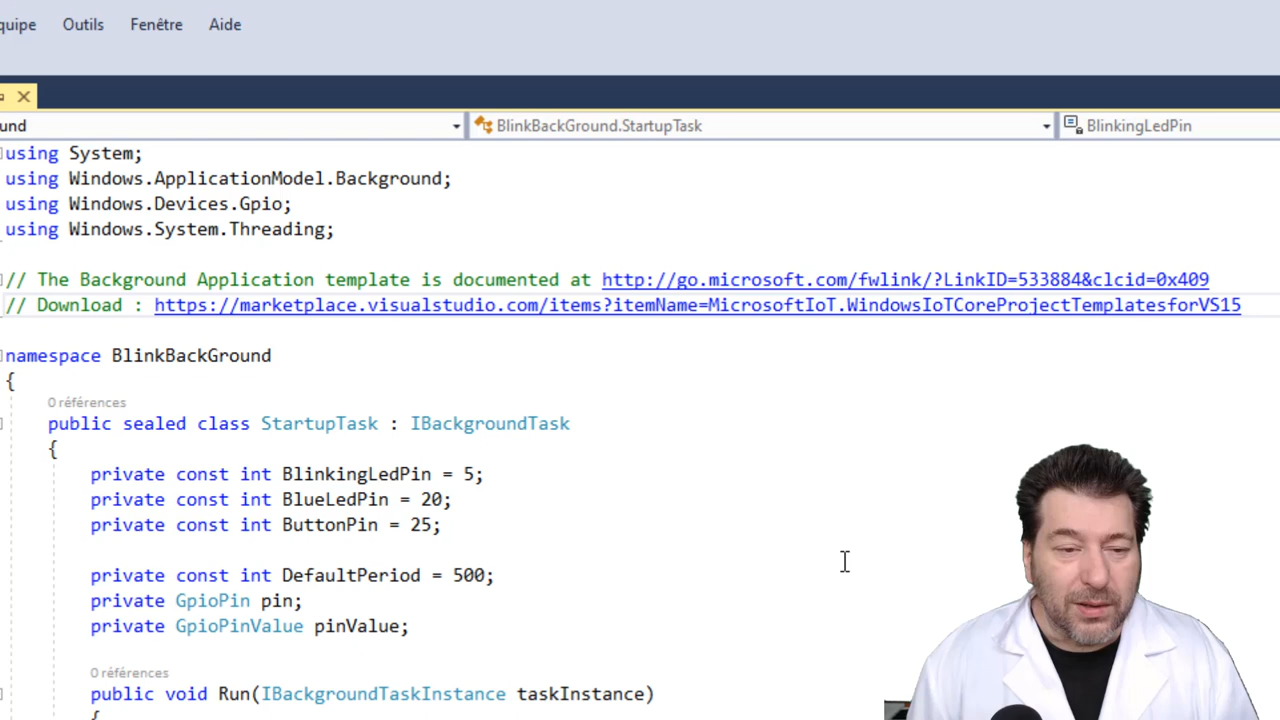 quipe Outils Fenêtre Aide
und BlinkBackGround.StartupTask BlinkingLedPin
using System;
using Windows.ApplicationModel.Background;
using Windows.Devices.Gpio;
using Windows.System.Threading;
// The Background Application template is documented at http://go.microsoft.com/fwlink/?LinkID=533884&clcid=0x409
// Download : https://marketplace.visualstudio.com/items?itemName=MicrosoftIoT.WindowsIoTCoreProjectTemplatesforVS15
namespace BlinkBackGround
{
0 références
public sealed class StartupTask : IBackgroundTask
{
private const int BlinkingLedPin = 5;
private const int BlueLedPin = 20;
private const int ButtonPin = 25;
private const int DefaultPeriod = 500;
private GpioPin pin;
private GpioPinValue pinValue;
0 références
public void Run(IBackgroundTaskInstance taskInstance)
{